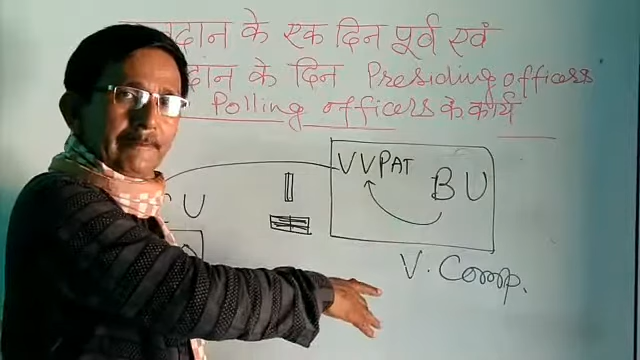 के एक दिन पूर्व एवं
के दिन Presiding officers
Polling officers के कार्य
VVPAT
BU
U
V. Comp.